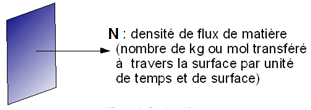 N : densité de flux de matière
(nombre de kg ou mol transféré
à travers la surface par unité
de temps et de surface)